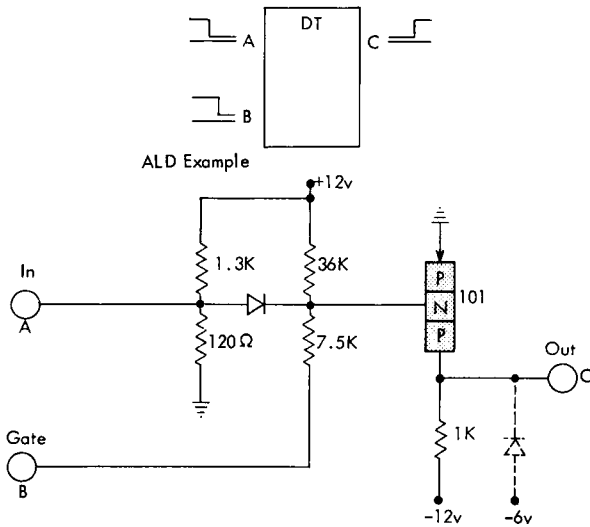 DT
A
C
B
ALD Example
+12v
In
1.3K
36K
P
N
101
P
A
120Ω
7.5K
Out
C
Gate
1K
B
-12v
-6v